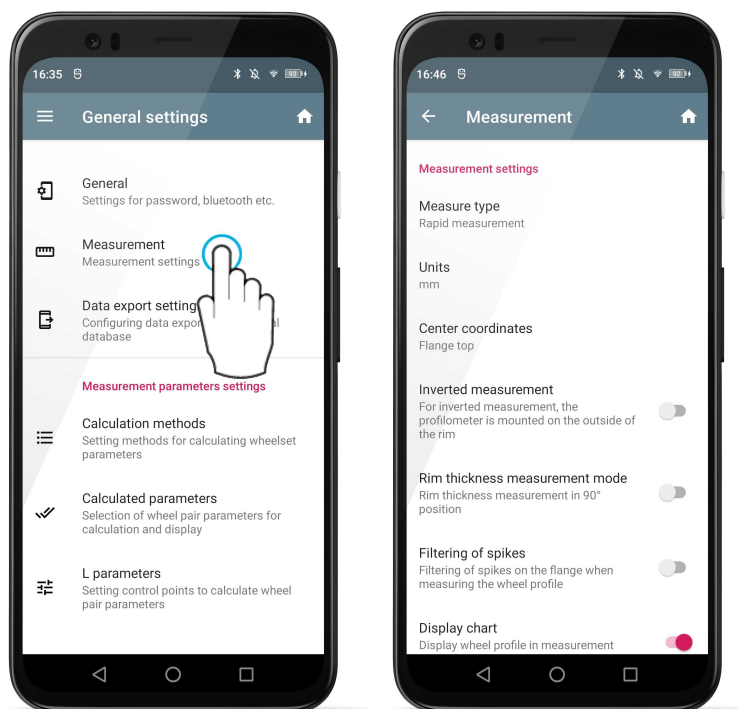 16:35
93
General settings
General
Settings for password, bluetooth etc.
Measurement
Measurement settings
Data export setting
Configuring data expor al
database
Measurement parameters settings
Calculation methods
Setting methods for calculating wheelset
parameters
Calculated parameters
Selection of wheel pair parameters for
calculation and display
L parameters
Setting control points to calculate wheel
pair parameters
16:46
Measurement
Measurement settings
Measure type
Rapid measurement
Units
mm
Center coordinates
Flange top
Inverted measurement
For inverted measurement, the
profilometer is mounted on the outside of
the rim
Rim thickness measurement mode
Rim thickness measurement in 90°
position
Filtering of spikes
Filtering of spikes on the flange when
measuring the wheel profile
Display chart
Display wheel profile in measurement